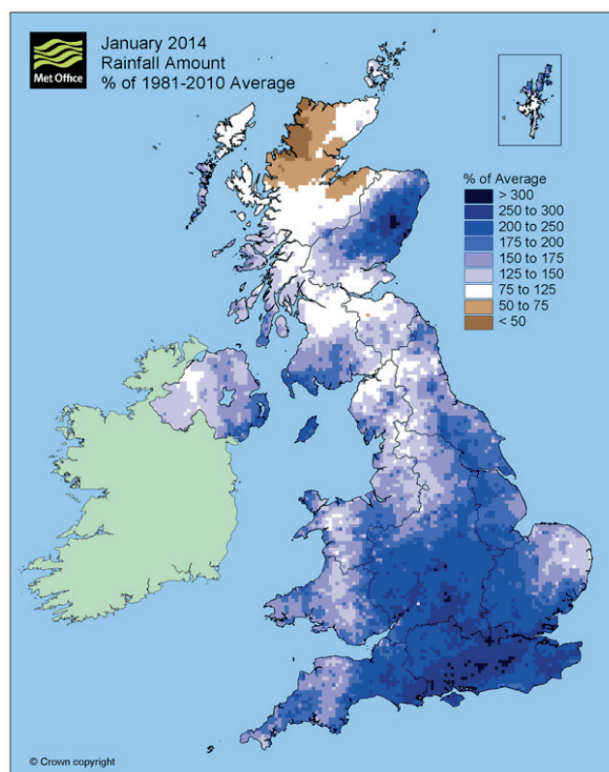 Met Office
January 2014
Rainfall Amount
% of 1981-2010 Average
% of Average
> 300
250 to 300
200 to 250
175 to 200
150 to 175
125 to 150
75 to 125
50 to 75
< 50
© Crown copyright